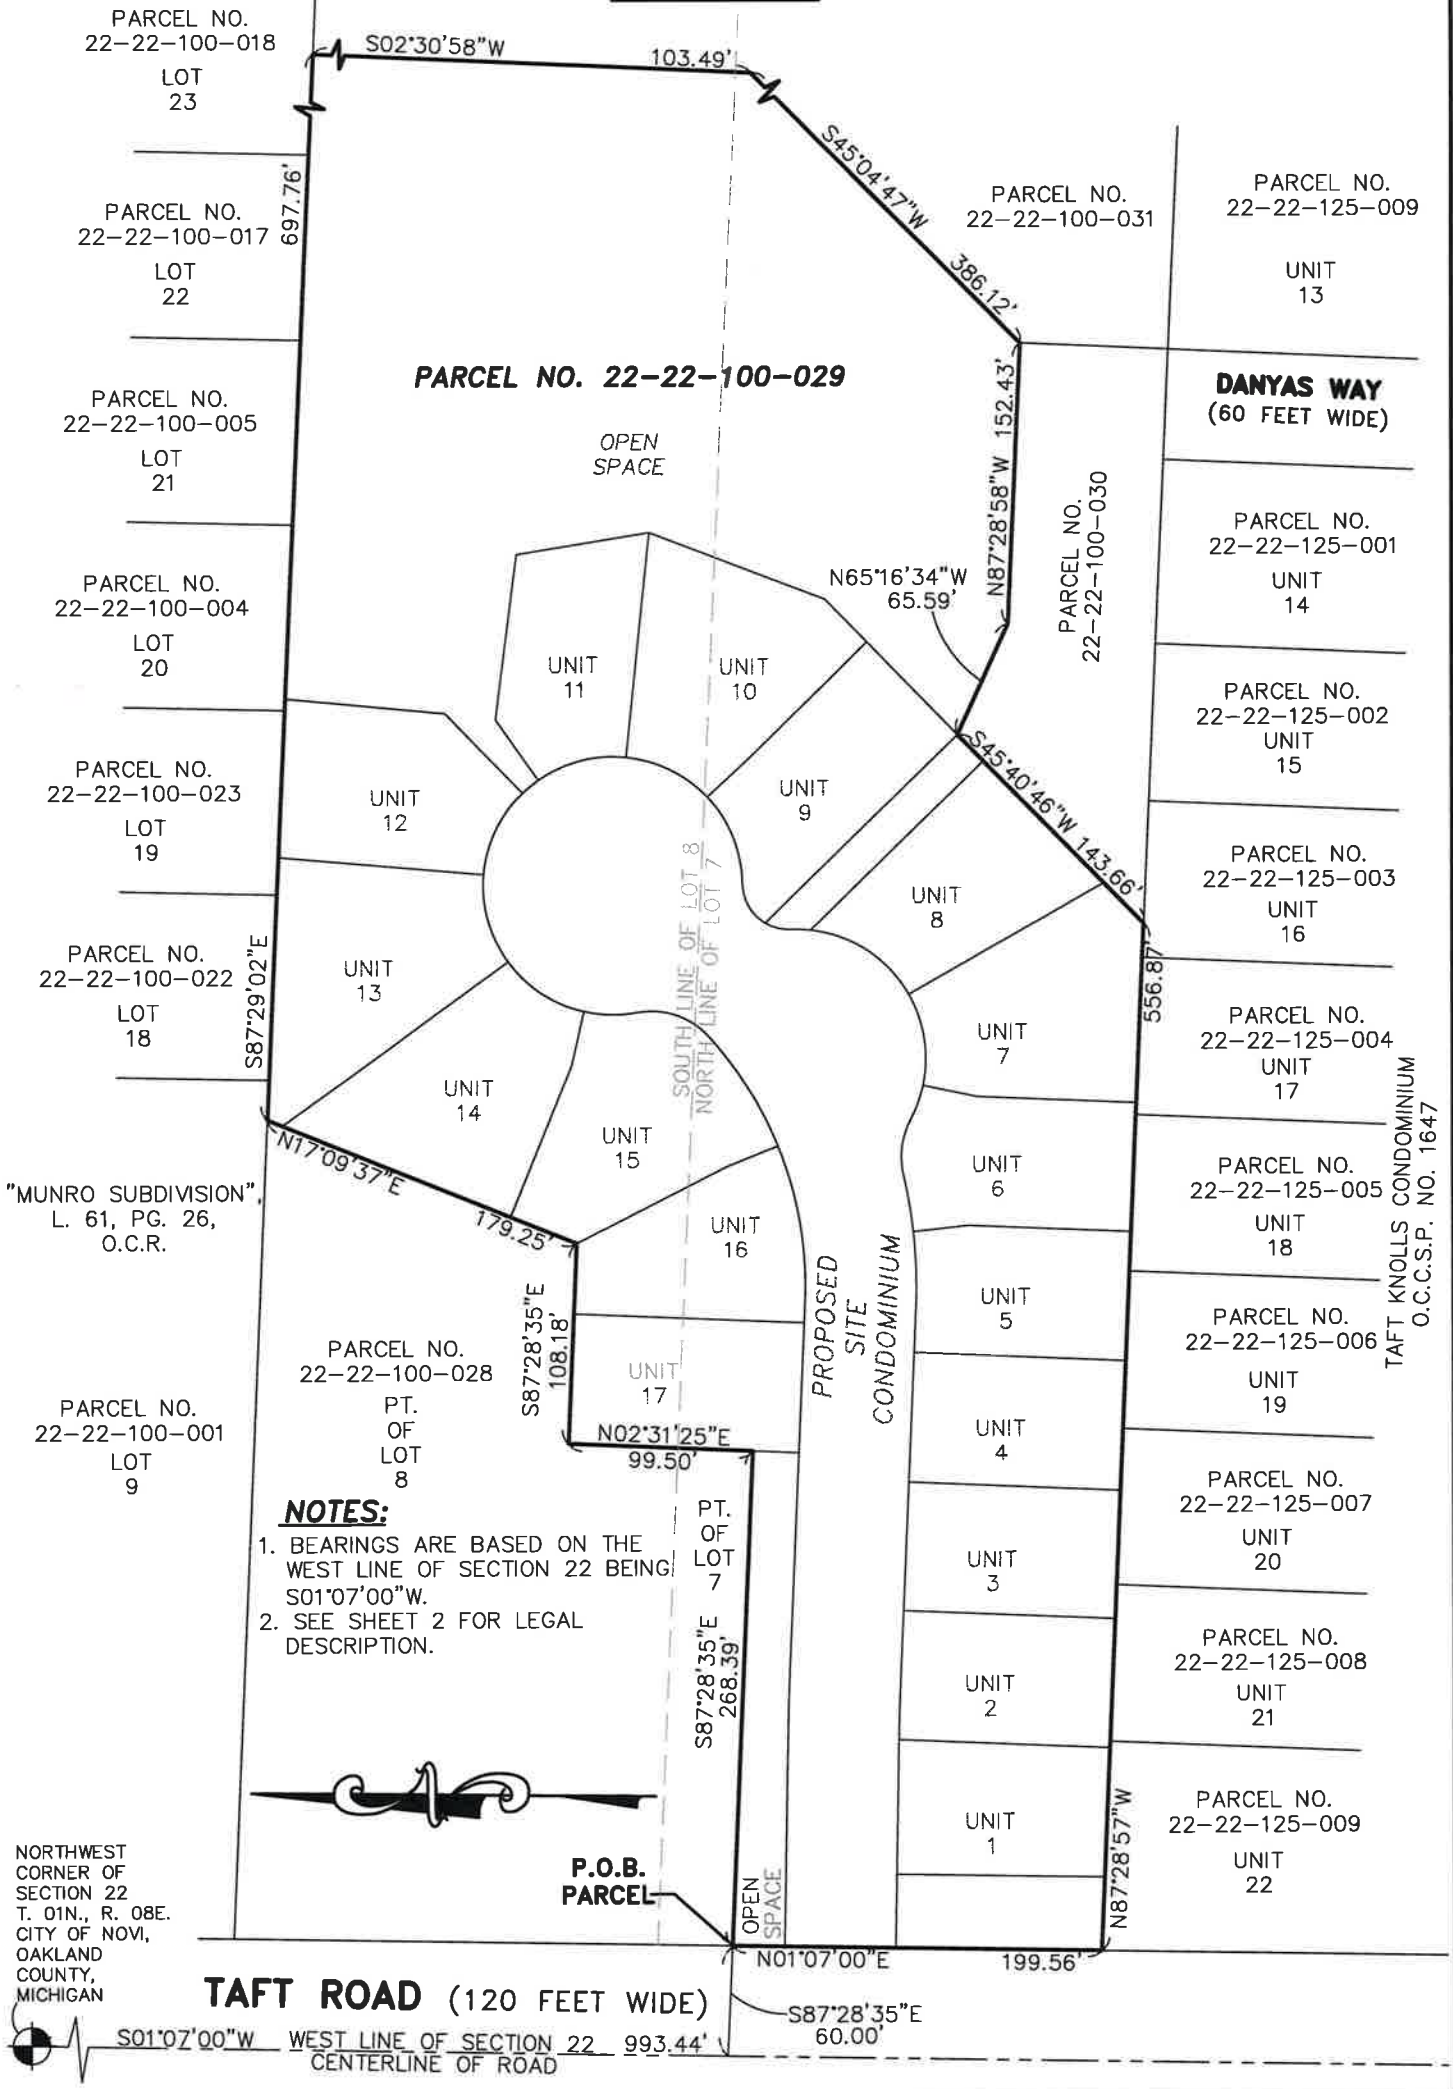 PARCEL NO.
22-22-100-018
LOT
23
S02°30'58"W
103.49'
697.76'
S45°04'47"W
386.12'
PARCEL NO.
22-22-100-031
PARCEL NO.
22-22-125-009
UNIT
13
PARCEL NO.
22-22-100-017
LOT
22
PARCEL NO. 22-22-100-029
OPEN
SPACE
DANYAS WAY
(60 FEET WIDE)
PARCEL NO.
22-22-100-005
LOT
21
N87°28'58"W 152.43'
PARCEL NO.
22-22-100-030
N65°16'34"W
65.59'
PARCEL NO.
22-22-125-001
UNIT
14
PARCEL NO.
22-22-100-004
LOT
20
UNIT
11
UNIT
10
PARCEL NO.
22-22-125-002
UNIT
15
PARCEL NO.
22-22-100-023
LOT
19
UNIT
12
UNIT
9
S45°40'46"W 143.66'
PARCEL NO.
22-22-125-003
UNIT
16
UNIT
8
SOUTH LINE OF LOT 8
NORTH LINE OF LOT 7
PARCEL NO.
22-22-100-022
LOT
18
S87°29'02"E
UNIT
13
556.87'
UNIT
7
PARCEL NO.
22-22-125-004
UNIT
17
UNIT
14
UNIT
15
N17°09'37"E
179.25'
UNIT
6
PARCEL NO.
22-22-125-005
UNIT
18
TAFT KNOLLS CONDOMINIUM
O.C.C.S.P. NO. 1647
"MUNRO SUBDIVISION",
L. 61, PG. 26,
O.C.R.
UNIT
16
PROPOSED
SITE
CONDOMINIUM
UNIT
5
S87°28'35"E
108.18'
PARCEL NO.
22-22-125-006
UNIT
19
PARCEL NO.
22-22-100-028
PT.
OF
LOT
8
UNIT
17
N02°31'25"E
99.50'
UNIT
4
PARCEL NO.
22-22-100-001
LOT
9
PARCEL NO.
22-22-125-007
UNIT
20
NOTES:
1. BEARINGS ARE BASED ON THE
WEST LINE OF SECTION 22 BEING
S01°07'00"W.
2. SEE SHEET 2 FOR LEGAL
DESCRIPTION.
PT.
OF
LOT
7
S87°28'35"E
268.39'
UNIT
3
UNIT
2
PARCEL NO.
22-22-125-008
UNIT
21
N
UNIT
1
N87°28'57"W
PARCEL NO.
22-22-125-009
UNIT
22
P.O.B.
PARCEL
OPEN
SPACE
N01°07'00"E
199.56'
NORTHWEST
CORNER OF
SECTION 22
T. 01N., R. 08E.
CITY OF NOVI,
OAKLAND
COUNTY,
MICHIGAN
TAFT ROAD (120 FEET WIDE)
S87°28'35"E
60.00'
S01°07'00"W WEST LINE OF SECTION 22 993.44'
CENTERLINE OF ROAD